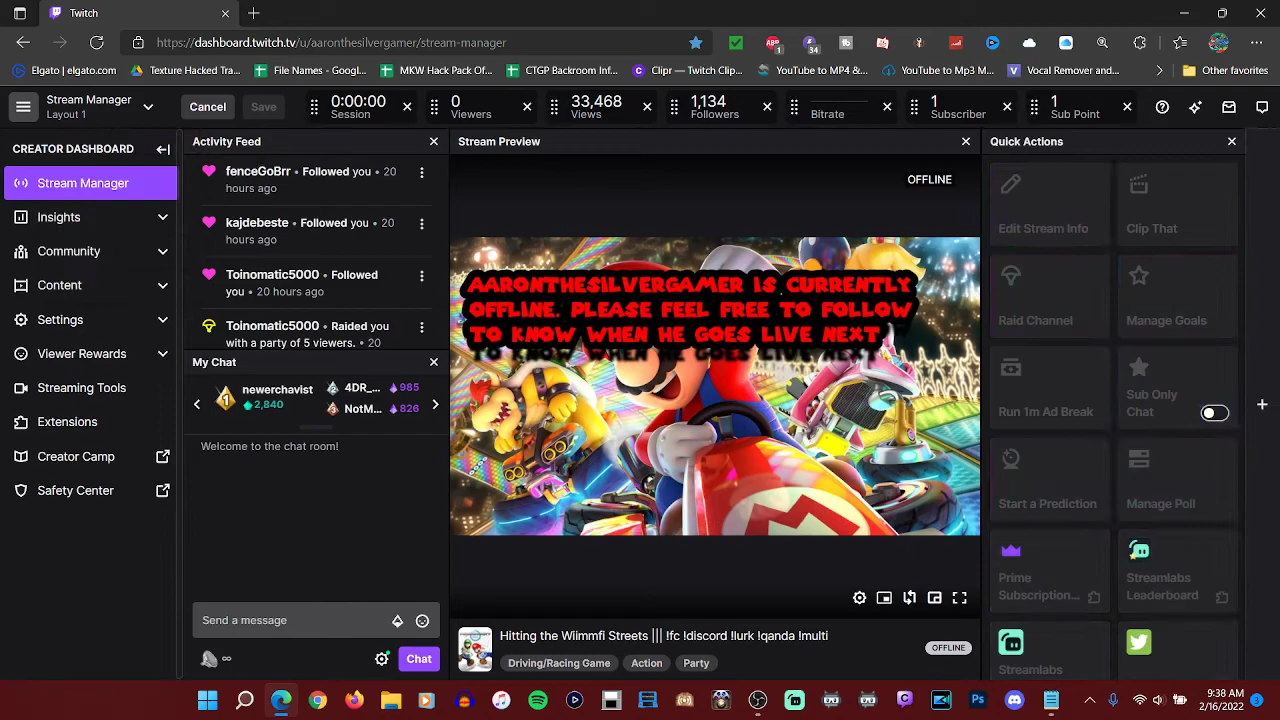 Twitch
https://dashboard.twitch.tv/u/aaronthesilvergamer/stream-manager
1
34
Elgato | elgato.com
Texture Hacked Tra...
File Names - Googl...
MKW Hack Pack Of...
CTGP Backroom Inf...
Clipr — Twitch Clip...
YouTube to MP4 &...
YouTube to Mp3 M...
Vocal Remover and...
Other favorites
Stream Manager
Layout 1
Cancel
Save
0:00:00
Session
0
Viewers
33,468
Views
1,134
Followers
Bitrate
1
Subscriber
1
Sub Point
CREATOR DASHBOARD
Stream Manager
Insights
Community
Content
Settings
Viewer Rewards
Streaming Tools
Extensions
Creator Camp
Safety Center
Activity Feed
fenceGoBrr • Followed you • 20
hours ago
kajdebeste • Followed you • 20
hours ago
Toinomatic5000 • Followed
you • 20 hours ago
Toinomatic5000 • Raided you
with a party of 5 viewers. • 20
My Chat
1
newerchavist
2,840
2
4DR_...
985
3
NotM...
826
Welcome to the chat room!
Send a message
∞
Chat
Stream Preview
OFFLINE
AARONTHESILVERGAMER IS CURRENTLY
OFFLINE. PLEASE FEEL FREE TO FOLLOW
TO KNOW WHEN HE GOES LIVE NEXT
Hitting the Wiimmfi Streets ||| !fc !discord !lurk !qanda !multi
OFFLINE
Driving/Racing Game
Action
Party
Quick Actions
Edit Stream Info
Clip That
Raid Channel
Manage Goals
Run 1m Ad Break
Sub Only
Chat
Start a Prediction
Manage Poll
Prime
Subscription...
Streamlabs
Leaderboard
Streamlabs
9:38 AM
2/16/2022
3